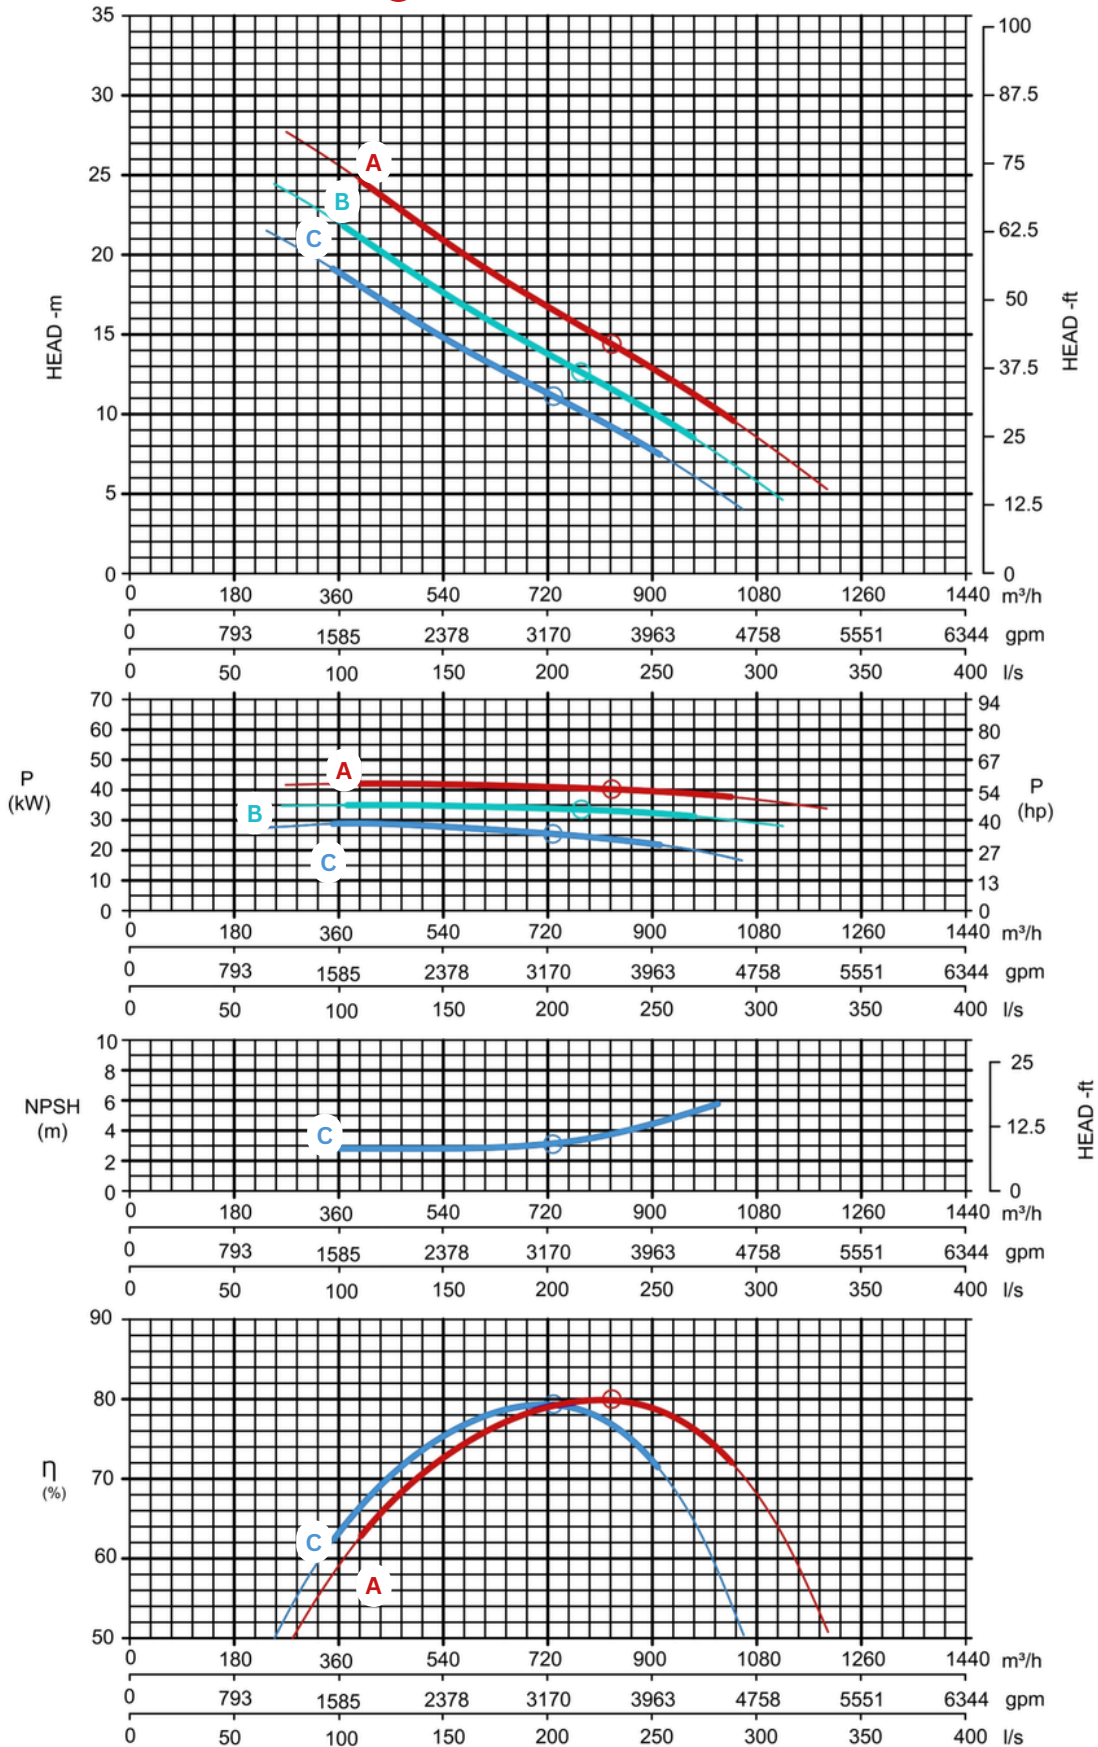 35
100
30
87.5
A
25
75
B
C
62.5
20
50
HEAD -m
HEAD -ft
15
37.5
10
25
5
12.5
0
0
0 180 360 540 720 900 1080 1260 1440 m³/h
0 793 1585 2378 3170 3963 4758 5551 6344 gpm
0 50 100 150 200 250 300 350 400 l/s
70
94
60
80
50
67
A
P
(kW)
40
54
P
(hp)
B
30
40
20
27
C
10
13
0
0
0 180 360 540 720 900 1080 1260 1440 m³/h
0 793 1585 2378 3170 3963 4758 5551 6344 gpm
0 50 100 150 200 250 300 350 400 l/s
10
25
8
NPSH
(m)
6
HEAD -ft
C
4
12.5
2
0
0
0 180 360 540 720 900 1080 1260 1440 m³/h
0 793 1585 2378 3170 3963 4758 5551 6344 gpm
0 50 100 150 200 250 300 350 400 l/s
90
80
η
(%)
70
C
60
A
50
0 180 360 540 720 900 1080 1260 1440 m³/h
0 793 1585 2378 3170 3963 4758 5551 6344 gpm
0 50 100 150 200 250 300 350 400 l/s